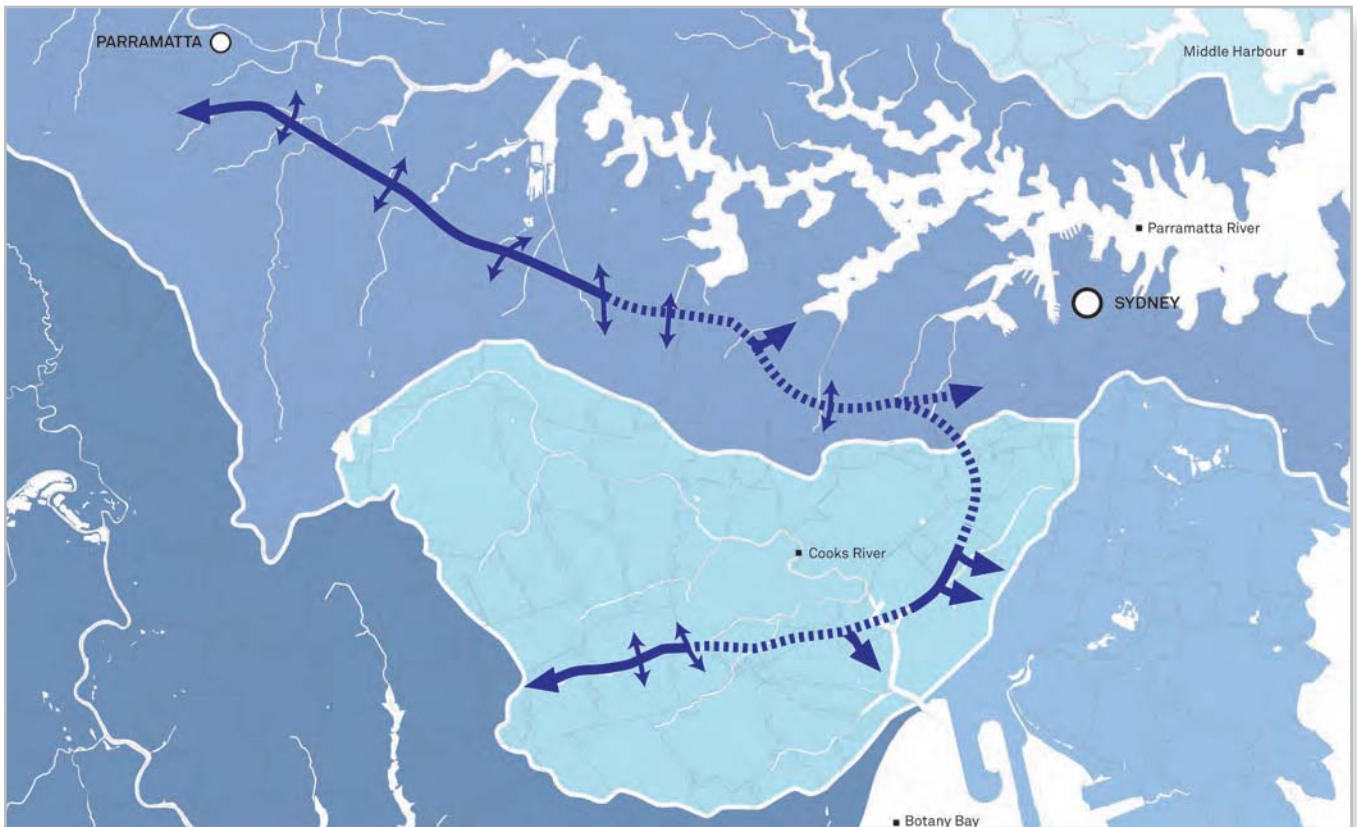 PARRAMATTA
Middle Harbour
Parramatta River
SYDNEY
Cooks River
Botany Bay